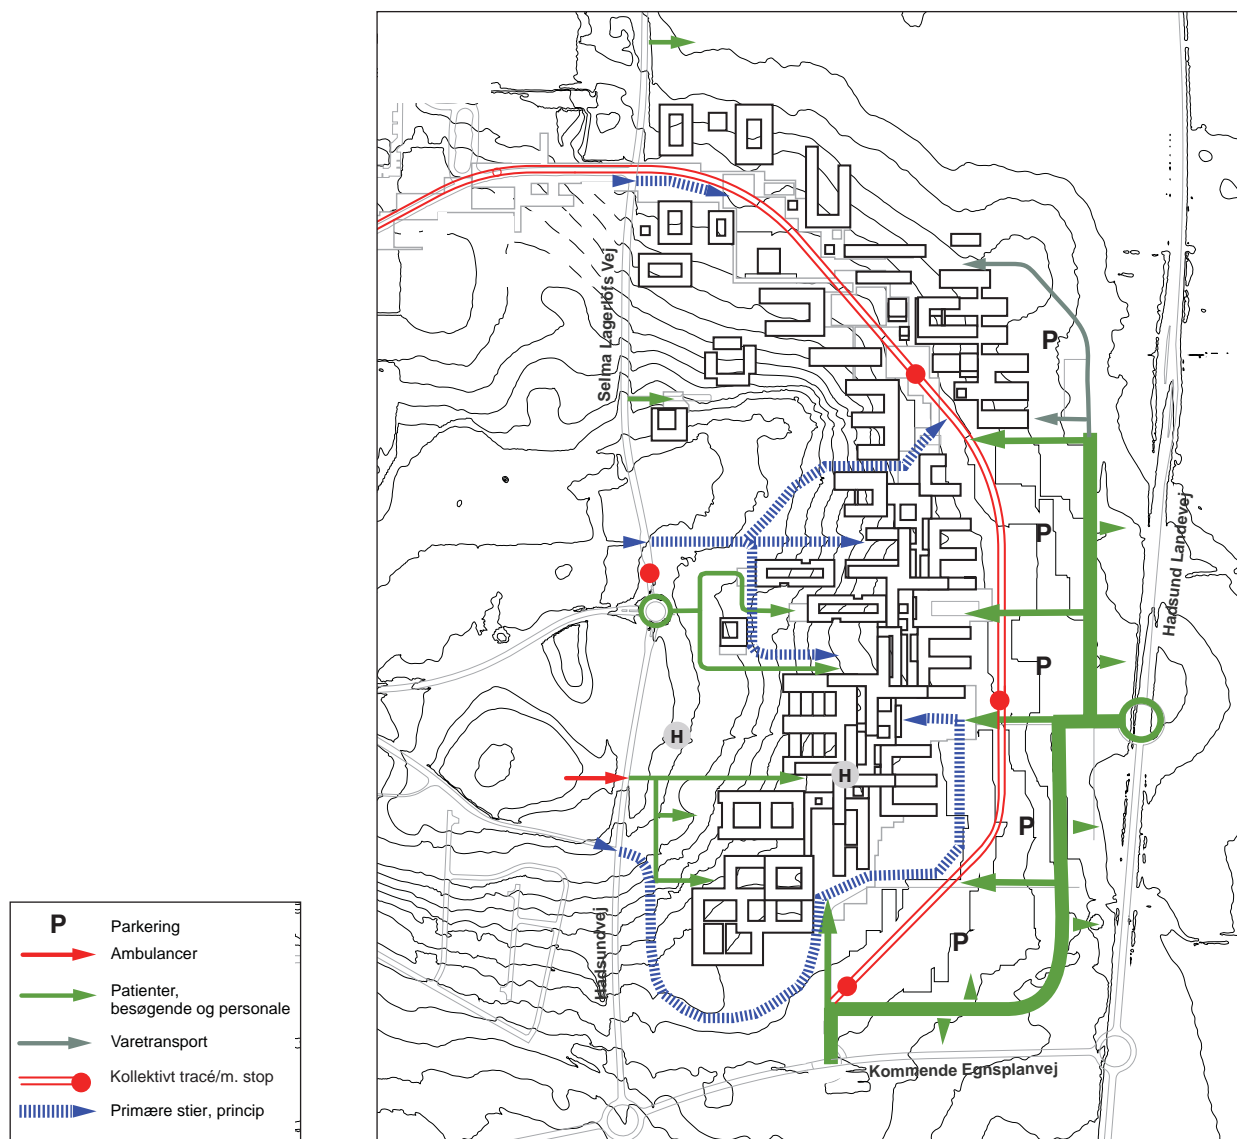 Selma Lagerlöfs Vej
P
P
Hadsund Landevej
P
H
H
P
P
Hadsundvej
Kommende Egnsplanvej
P Parkering
Ambulancer
Patienter,
besøgende og personale
Varetransport
Kollektivt tracé/m. stop
Primære stier, princip